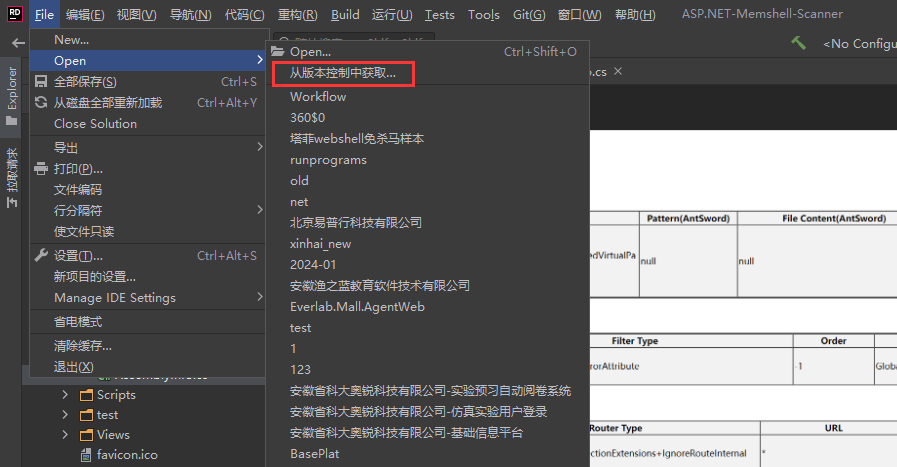 RD File 编辑(E) 视图(V) 导航(N) 代码(C) 重构(R) Build 运行(U) Tests Tools Git(G) 窗口(W) 帮助(H) ASP.NET-Memshell-Scanner
New...
Open
全部保存(S) Ctrl+S
从磁盘全部重新加载 Ctrl+Alt+Y
Close Solution
导出
打印(P)...
文件编码
行分隔符
使文件只读
设置(T)... Ctrl+Alt+S
新项目的设置...
Manage IDE Settings
省电模式
清除缓存...
退出(X)
Open... Ctrl+Shift+O
从版本控制中获取...
Workflow
360$0
塔菲webshell免杀马样本
runprograms
old
net
北京易普行科技有限公司
xinhai_new
2024-01
安徽渔之蓝教育软件技术有限公司
Everlab.Mall.AgentWeb
test
1
123
安徽省科大奥锐科技有限公司-实验预习自动阅卷系统
安徽省科大奥锐科技有限公司-仿真实验用户登录
安徽省科大奥锐科技有限公司-基础信息平台
BasePlat
Explorer
拉取请求
Scripts
test
Views
favicon.ico
<No Configu
.cs
Pattern(AntSword) File Content(AntSword)
edVirtualPa null null
Filter Type Order
rorAttribute -1 Globa
Router Type URL
ctionExtensions+IgnoreRouteInternal *